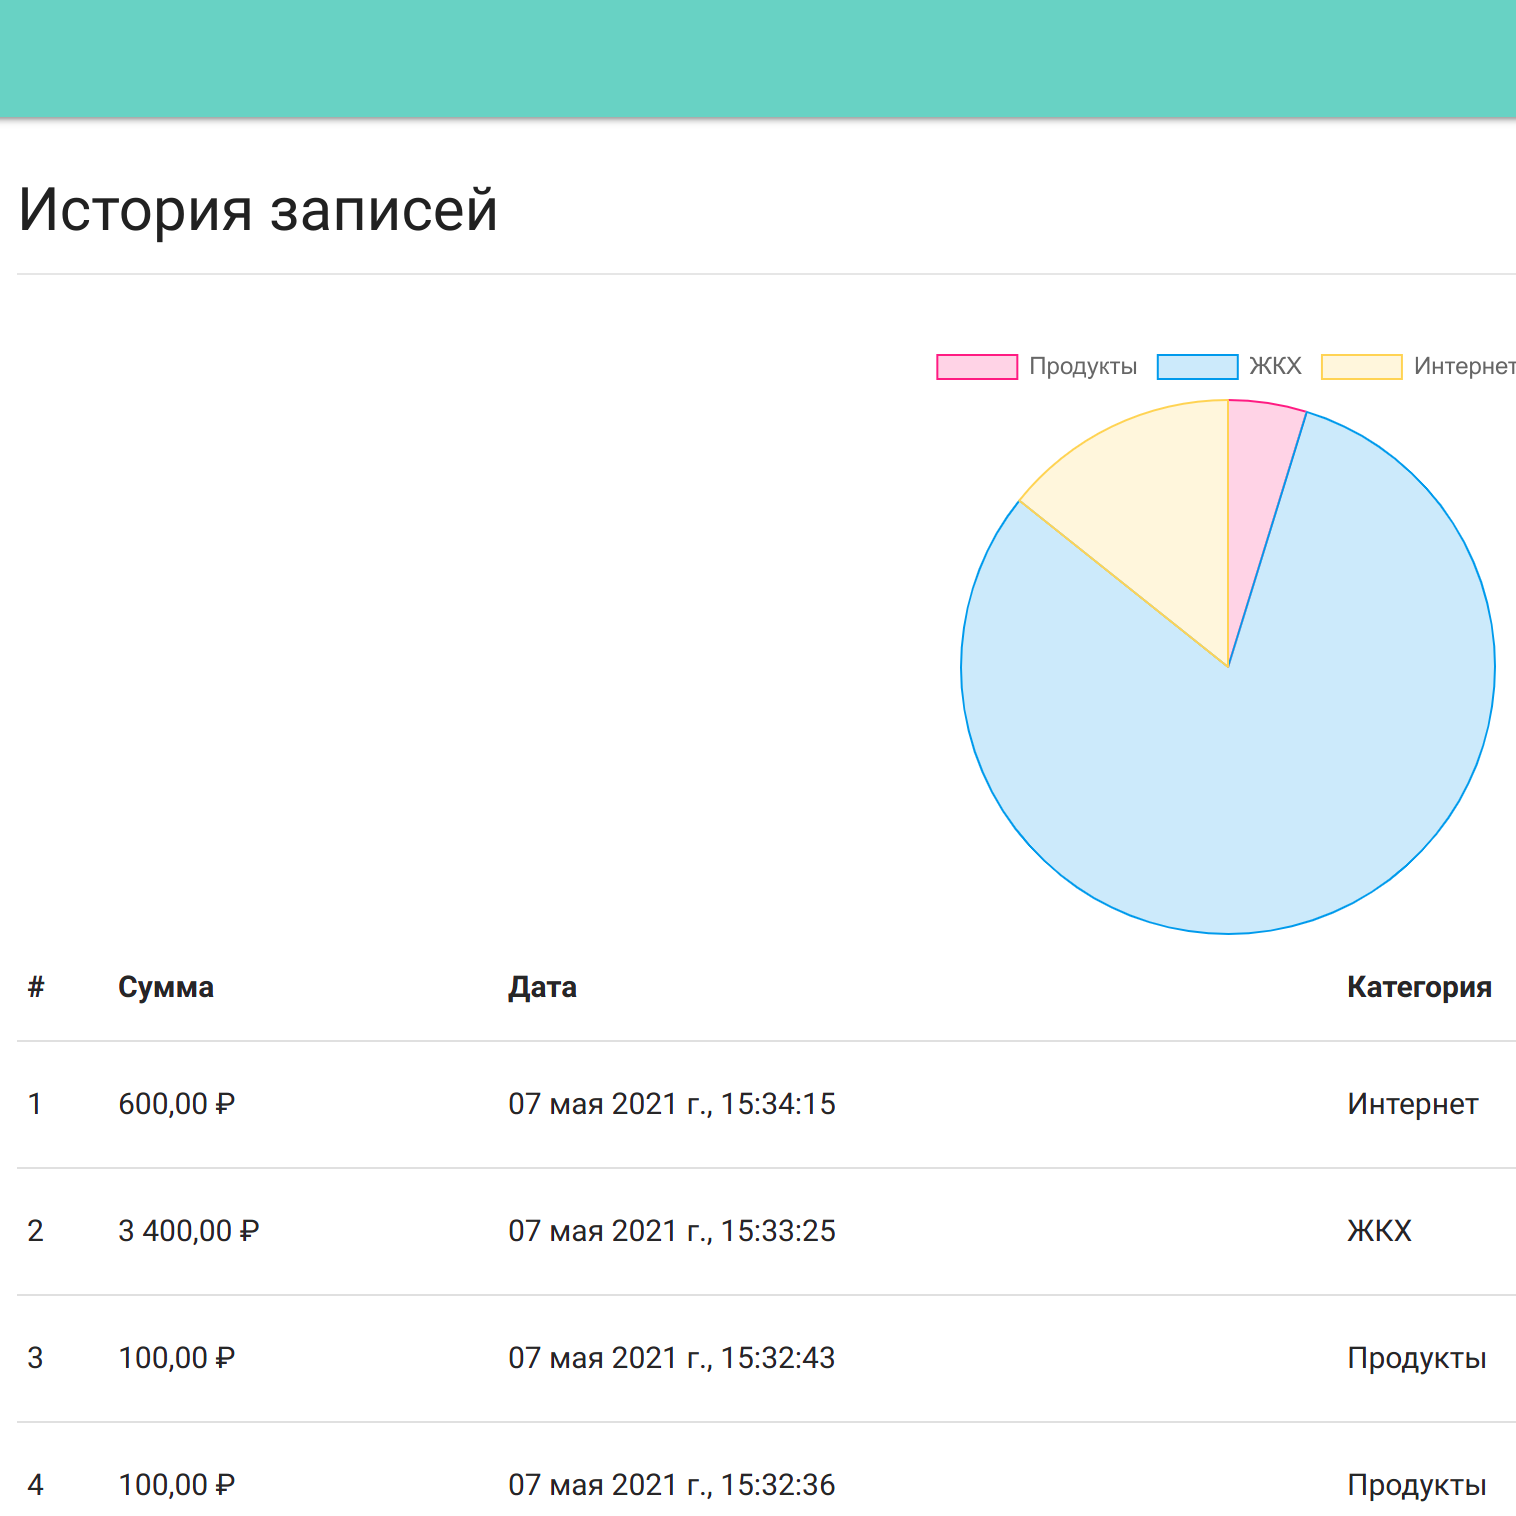 История записей
Продукты ЖКХ Интернет
# Сумма Дата Категория
1 600,00 ₽ 07 мая 2021 г., 15:34:15 Интернет
2 3 400,00 ₽ 07 мая 2021 г., 15:33:25 ЖКХ
3 100,00 ₽ 07 мая 2021 г., 15:32:43 Продукты
4 100,00 ₽ 07 мая 2021 г., 15:32:36 Продукты